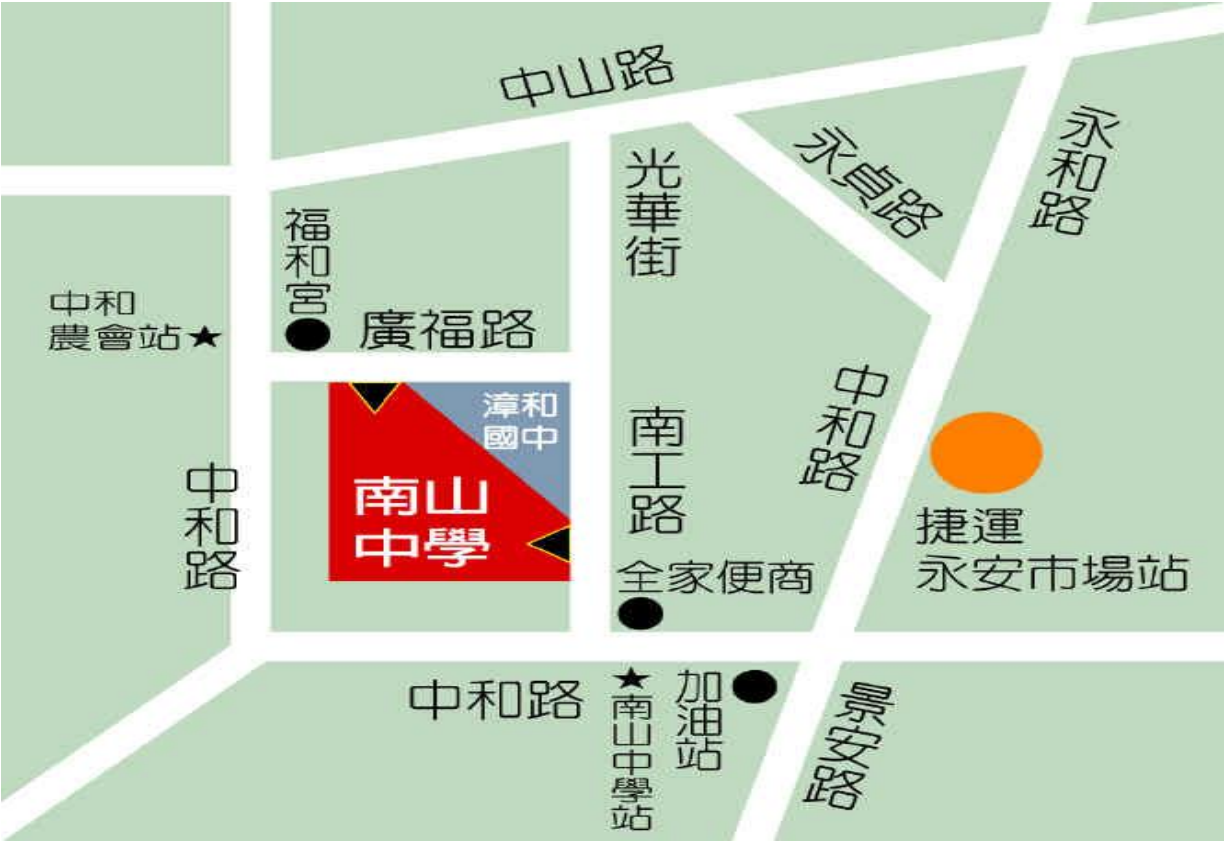 中山路
永貞路
永和路
光華街
福和宮
中和
農會站★
廣福路
漳和
國中
南山
中學
中和路
南工路
中和路
全家便商
捷運
永安市場站
中和路
★南山中學站
加油站
景安路